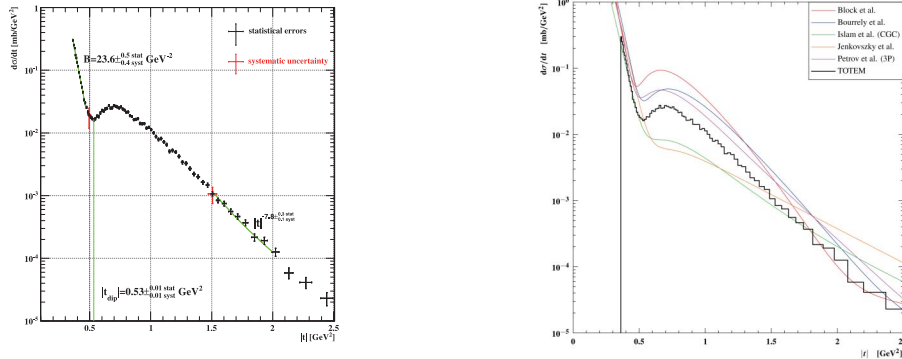 dσ/dt [mb/GeV²]
1
10⁻¹
10⁻²
10⁻³
10⁻⁴
10⁻⁵
B=23.6±0.5 stat 0.4 syst GeV⁻²
statistical errors
systematic uncertainty
|t|^-7.8±0.3 stat 0.1 syst
|t_dip|=0.53±0.01 stat 0.01 syst GeV²
0.5 1.0 1.5 2.0 2.5
|t| [GeV²]
dσ/dt [mb/GeV²]
10⁰
10⁻¹
10⁻²
10⁻³
10⁻⁴
10⁻⁵
Block et al.
Bourrely et al.
Islam et al. (CGC)
Jenkovszky et al.
Petrov et al. (3P)
TOTEM
0 0.5 1 1.5 2 2.5
|t| [GeV²]